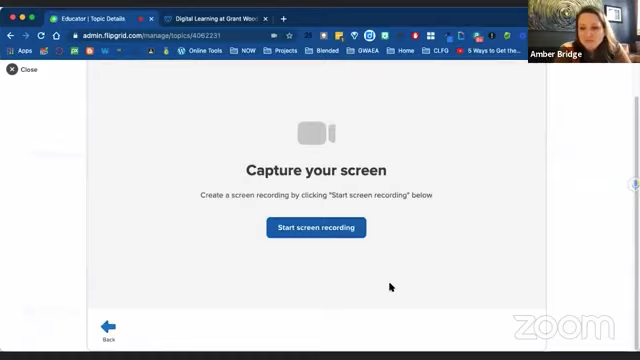 Educator | Topic Details
Digital Learning at Grant Woo
admin.flipgrid.com/manage/topics/4062231
Apps
Online Tools
NOW
Projects
Blended
GWAEA
CLFG
5 Ways to Get the...
Amber Bridge
Close
Capture your screen
Create a screen recording by clicking "Start screen recording" below
Start screen recording
Back
zoom